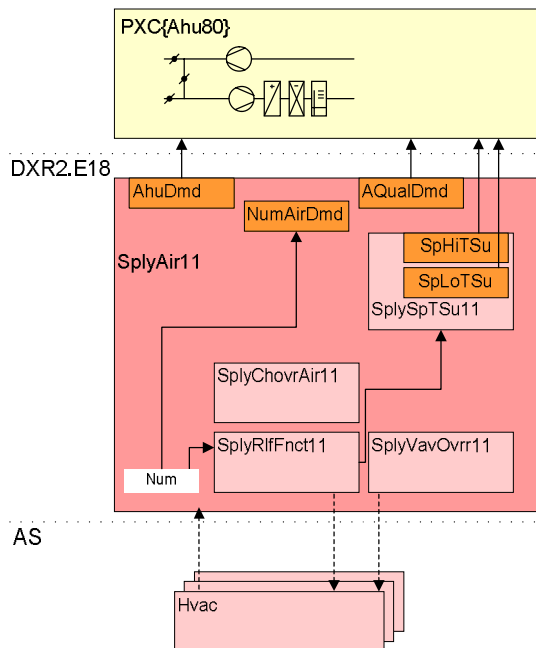 PXC{Ahu80}
+
-
DXR2.E18
AhuDmd
AQualDmd
NumAirDmd
SplyAir11
SpHiTSu
SpLoTSu
SplySpTSu11
SplyChovrAir11
SplyRlfFnct11
SplyVavOvrr11
Num
AS
Hvac